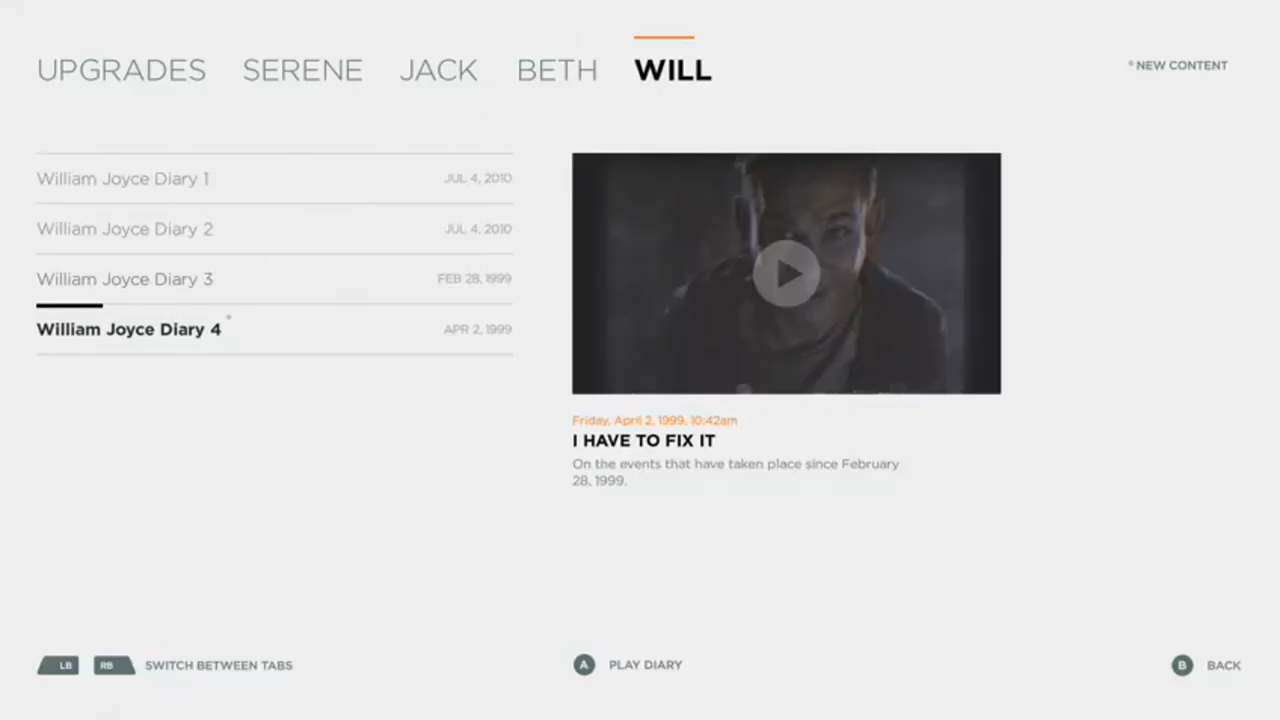 UPGRADES SERENE JACK BETH WILL
* NEW CONTENT
William Joyce Diary 1 JUL 4, 2010
William Joyce Diary 2 JUL 4, 2010
William Joyce Diary 3 FEB 28, 1999
William Joyce Diary 4 * APR 2, 1999
Friday, April 2, 1999, 10:42am
I HAVE TO FIX IT
On the events that have taken place since February
28, 1999.
LB RB SWITCH BETWEEN TABS
A PLAY DIARY
B BACK